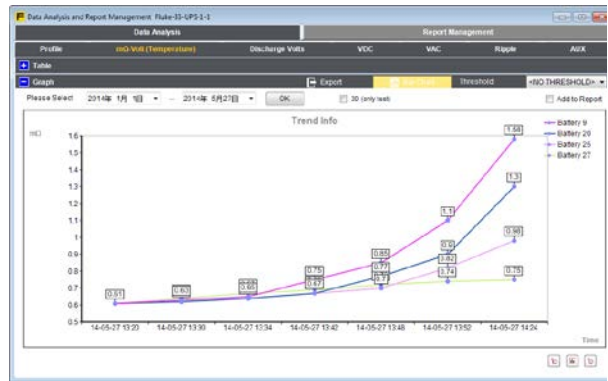 Data Analysis and Report Management Fluke-33-UPS-1-1
Data Analysis Report Management
Profile mΩ-Volt (Temperature) Discharge Volts VDC VAC Ripple AUX
Table
Graph Export Threshold <NO THRESHOLD>
Please Select 2014年 1月 1日 -- 2014年 5月27日 OK 3D (only last) Add to Report
Trend Info
mΩ
Battery 9
Battery 20
Battery 25
Battery 27
1.6
1.58
1.5
1.4
1.3
1.3
1.2
1.1
1.1
1
0.9
0.9
0.98
0.85
0.82
0.8
0.77
0.75
0.74
0.75
0.7
0.7
0.67
0.63
0.65
0.61
0.6
0.5
14-05-27 13:20 14-05-27 13:30 14-05-27 13:34 14-05-27 13:42 14-05-27 13:48 14-05-27 13:52 14-05-27 14:24
Time